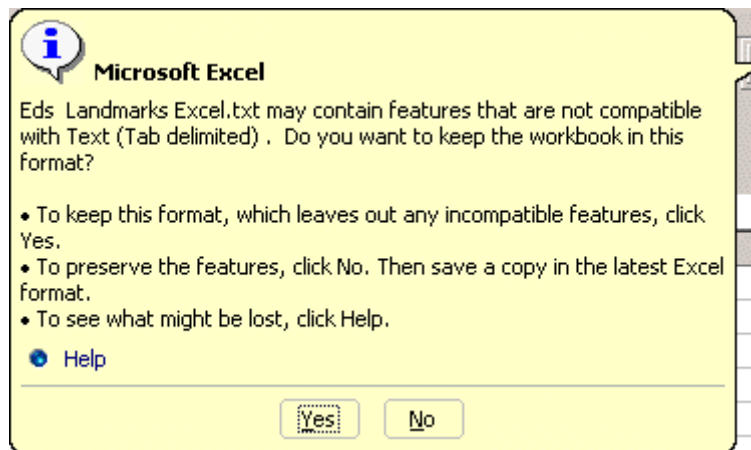 Microsoft Excel
Eds Landmarks Excel.txt may contain features that are not compatible
with Text (Tab delimited) . Do you want to keep the workbook in this
format?
• To keep this format, which leaves out any incompatible features, click
Yes.
• To preserve the features, click No. Then save a copy in the latest Excel
format.
• To see what might be lost, click Help.
Help
Yes No